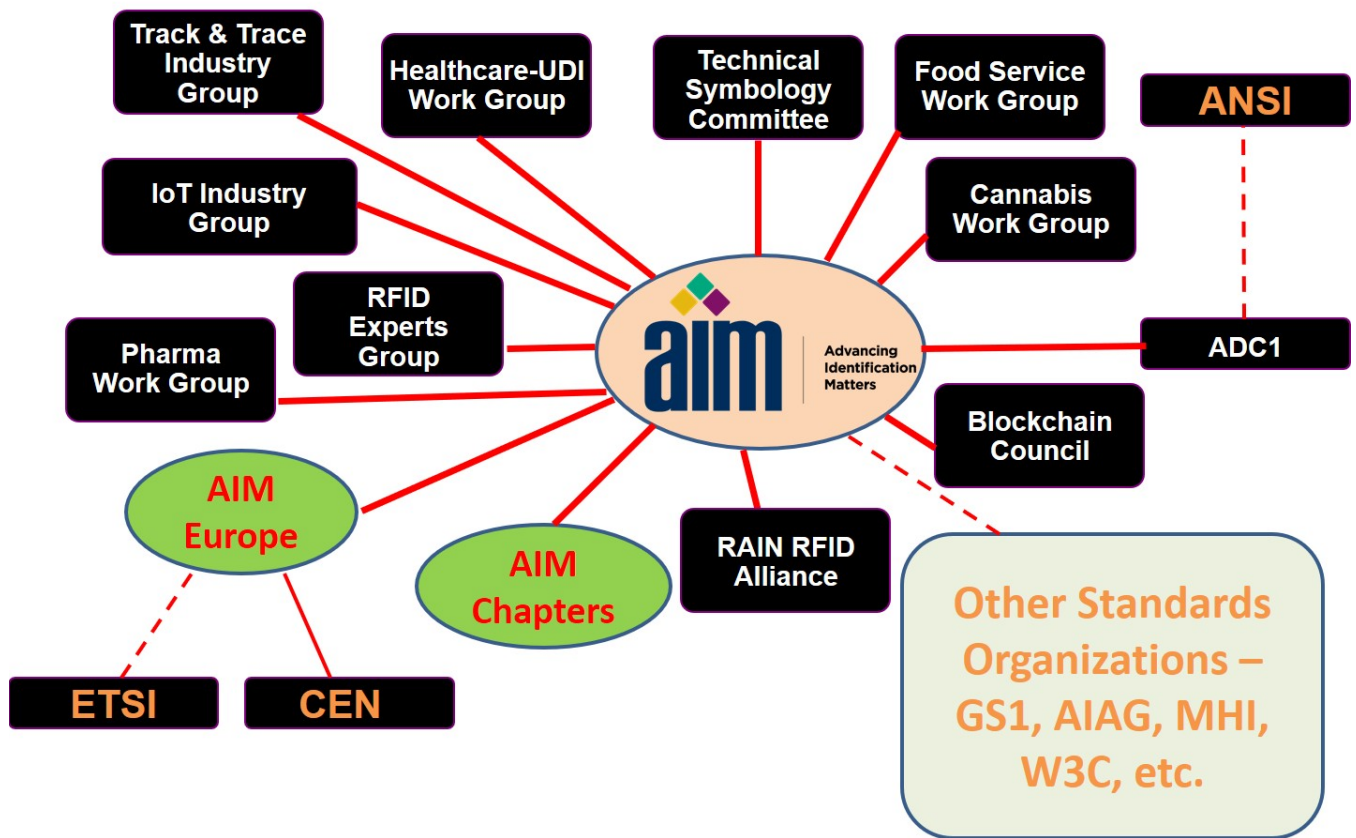 Track & Trace
Industry
Group
Healthcare-UDI
Work Group
Technical
Symbology
Committee
Food Service
Work Group
ANSI
IoT Industry
Group
Cannabis
Work Group
RFID
Experts
Group
aim
Advancing
Identification
Matters
ADC1
Pharma
Work Group
Blockchain
Council
AIM
Europe
AIM
Chapters
RAIN RFID
Alliance
Other Standards
Organizations –
GS1, AIAG, MHI,
W3C, etc.
ETSI
CEN